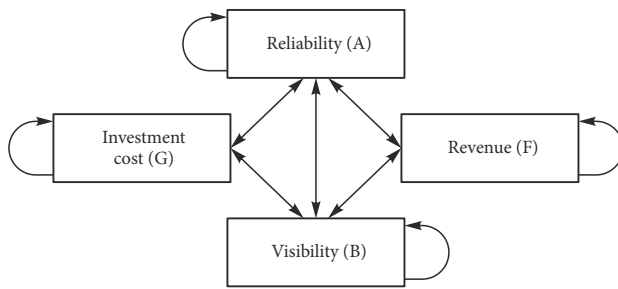 Reliability (A)
Investment
cost (G)
Revenue (F)
Visibility (B)